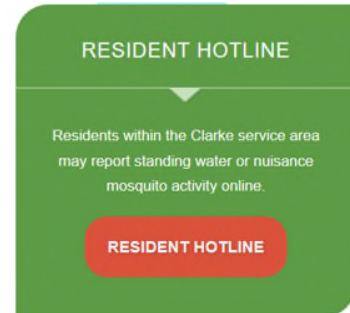 RESIDENT HOTLINE
Residents within the Clarke service area
may report standing water or nuisance
mosquito activity online.
RESIDENT HOTLINE